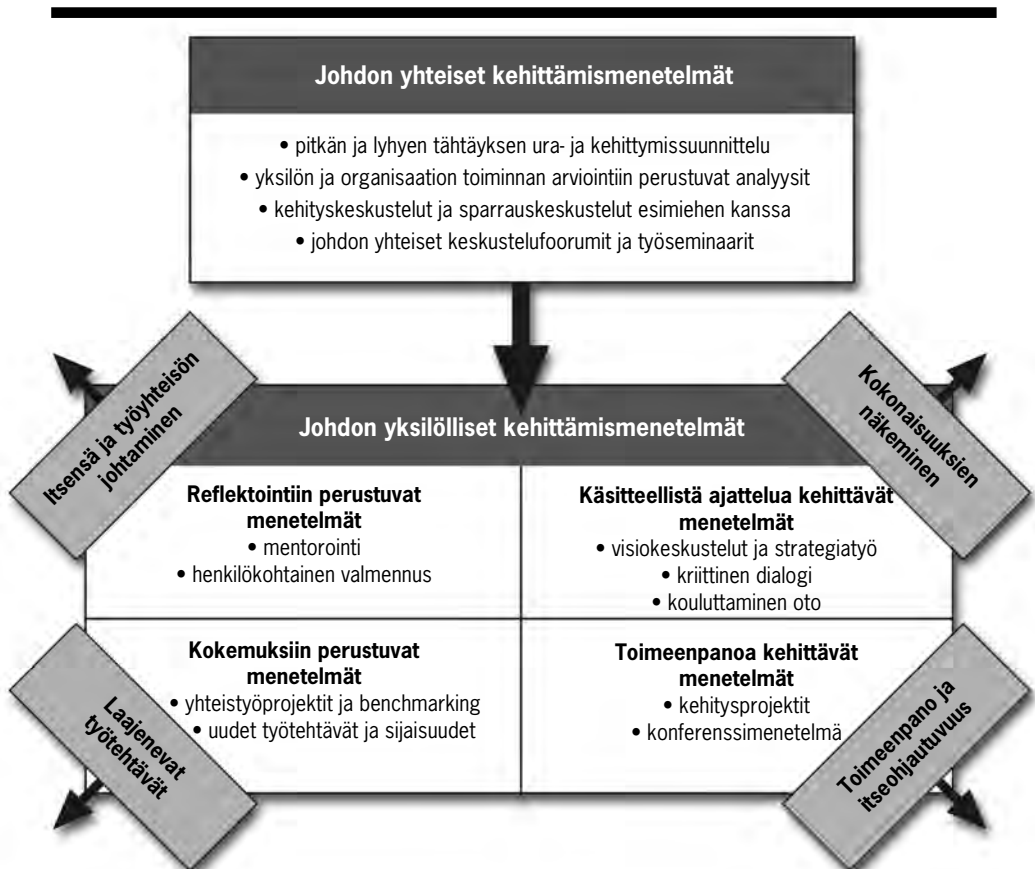 Johdon yhteiset kehittämismenetelmät
• pitkän ja lyhyen tähtäyksen ura- ja kehittymissuunnittelu
• yksilön ja organisaation toiminnan arviointiin perustuvat analyysit
• kehityskeskustelut ja sparrauskeskustelut esimiehen kanssa
• johdon yhteiset keskustelufoorumit ja työseminaarit
Itsensä ja työyhteisön
johtaminen
Kokonaisuuksien
näkeminen
Johdon yksilölliset kehittämismenetelmät
Reflektointiin perustuvat
menetelmät
• mentorointi
• henkilökohtainen valmennus
Käsitteellistä ajattelua kehittävät
menetelmät
• visiokeskustelut ja strategiatyö
• kriittinen dialogi
• kouluttaminen oto
Kokemuksiin perustuvat
menetelmät
• yhteistyöprojektit ja benchmarking
• uudet työtehtävät ja sijaisuudet
Toimeenpanoa kehittävät
menetelmät
• kehitysprojektit
• konferenssimenetelmä
Laajenevat
työtehtävät
Toimeenpano ja
itseohjautuvuus